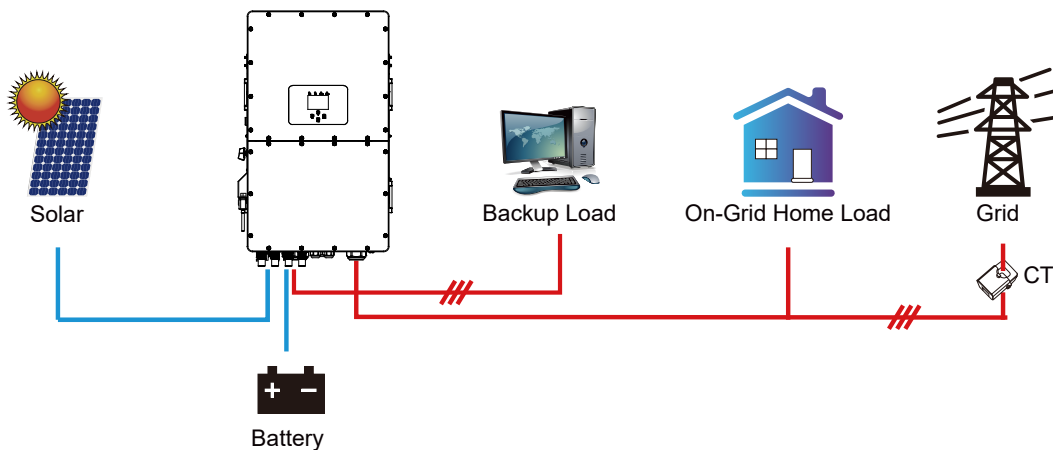 Solar
Backup Load
On-Grid Home Load
Grid
CT
Battery